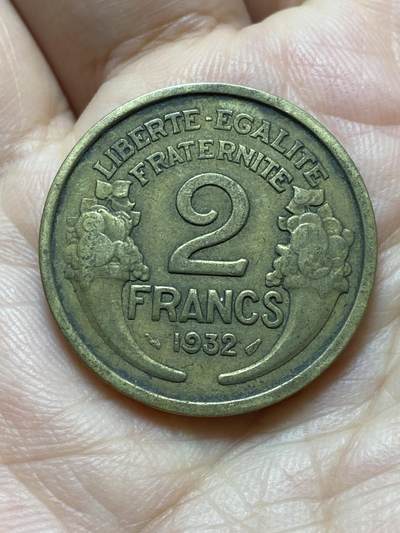 LIBERTE·EGALITE
FRATERNITE
2
FRANCS
1932